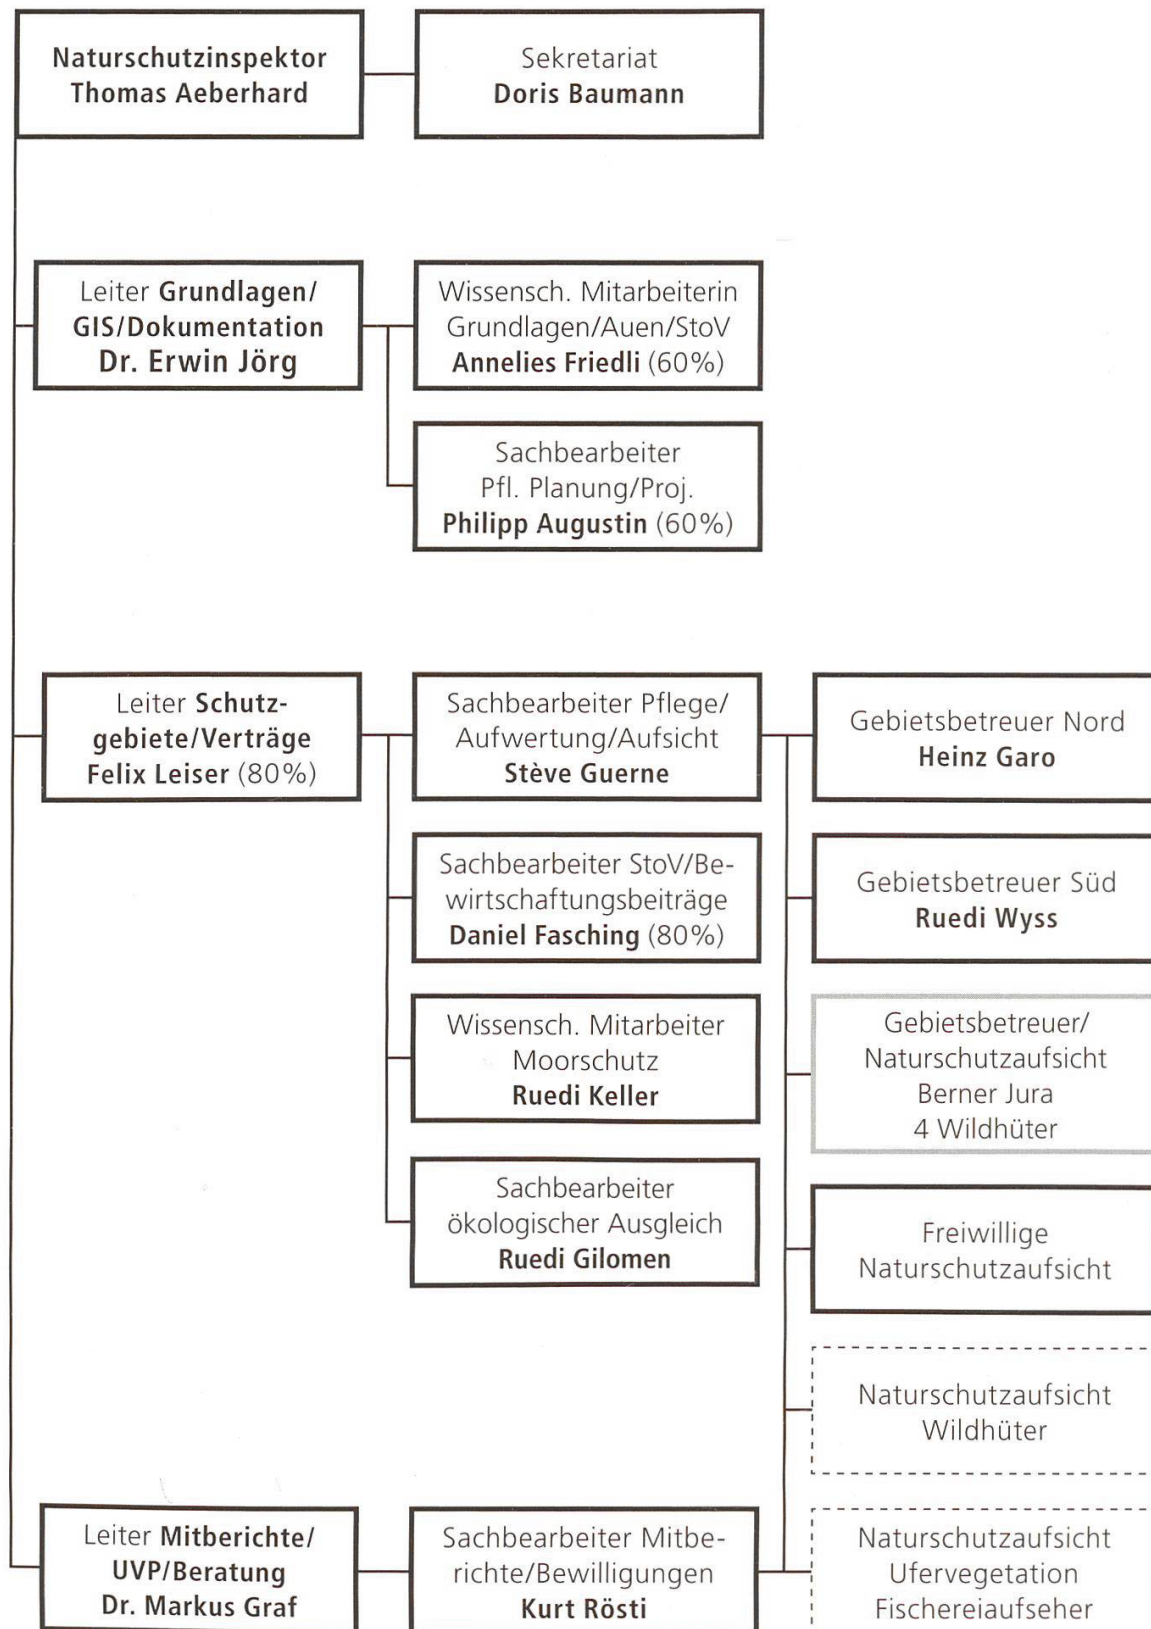 Naturschutzinspektor
Thomas Aeberhard
Sekretariat
Doris Baumann
Leiter Grundlagen/
GIS/Dokumentation
Dr. Erwin Jörg
Wissensch. Mitarbeiterin
Grundlagen/Auen/StoV
Annelies Friedli (60%)
Sachbearbeiter
Pfl. Planung/Proj.
Philipp Augustin (60%)
Leiter Schutz-
gebiete/Verträge
Felix Leiser (80%)
Sachbearbeiter Pflege/
Aufwertung/Aufsicht
Stève Guerne
Gebietsbetreuer Nord
Heinz Garo
Sachbearbeiter StoV/Be-
wirtschaftungsbeiträge
Daniel Fasching (80%)
Gebietsbetreuer Süd
Ruedi Wyss
Wissensch. Mitarbeiter
Moorschutz
Ruedi Keller
Gebietsbetreuer/
Naturschutzaufsicht
Berner Jura
4 Wildhüter
Sachbearbeiter
ökologischer Ausgleich
Ruedi Gilomen
Freiwillige
Naturschutzaufsicht
Naturschutzaufsicht
Wildhüter
Leiter Mitberichte/
UVP/Beratung
Dr. Markus Graf
Sachbearbeiter Mitbe-
richte/Bewilligungen
Kurt Rösti
Naturschutzaufsicht
Ufervegetation
Fischereiaufseher